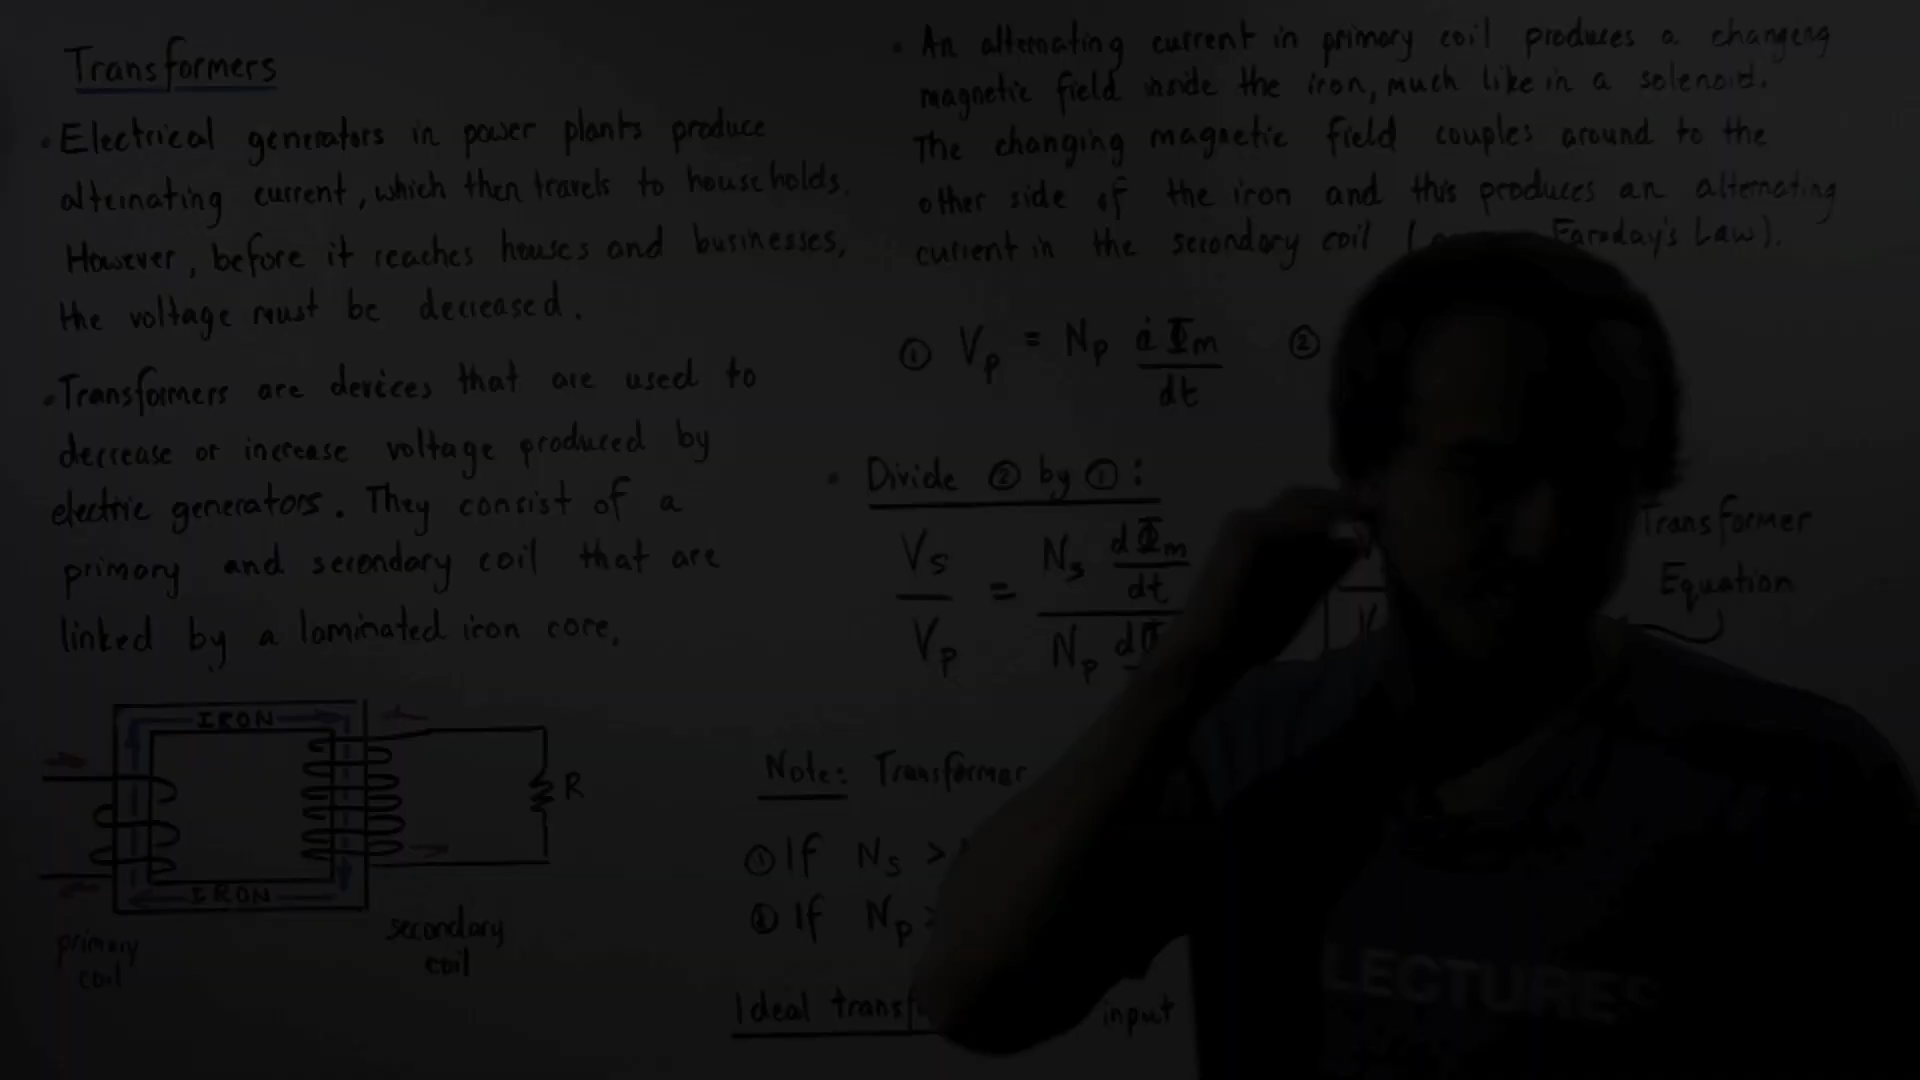 Transformers
• Electrical generators in power plants produce
alternating current, which then travels to households.
However, before it reaches houses and businesses,
the voltage must be decreased.
• Transformers are devices that are used to
decrease or increase voltage produced by
electric generators. They consist of a
primary and secondary coil that are
linked by a laminated iron core.
IRON
R
IRON
primary
coil
secondary
coil
• An alternating current in primary coil produces a changing
magnetic field inside the iron, much like in a solenoid.
The changing magnetic field couples around to the
other side of the iron and this produces an alternating
current in the secondary coil ( Faraday's Law).
① Vp = Np dΦm/dt ②
• Divide ② by ①:
Vs/Vp = Ns dΦm/dt / Np dΦ
Transformer
Equation
Note: Transformer
① If Ns >
② If Np >
Ideal transf input
LECTURES